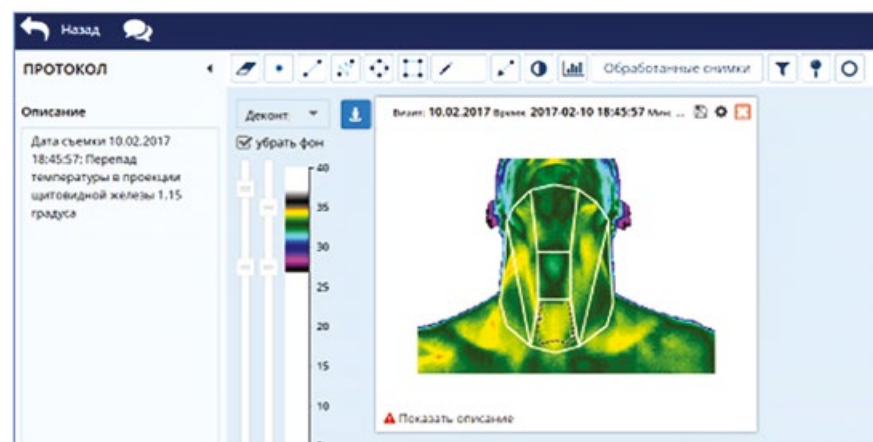 Назад
ПРОТОКОЛ
Обработанные снимки
Описание
Дата съемки 10.02.2017
18:45:57: Перепад
температуры в проекции
щитовидной железы 1.15
градуса
Деконт
убрать фон
40
35
30
25
20
15
10
Визит: 10.02.2017 Время: 2017-02-10 18:45:57 Мин: ...
Показать описание